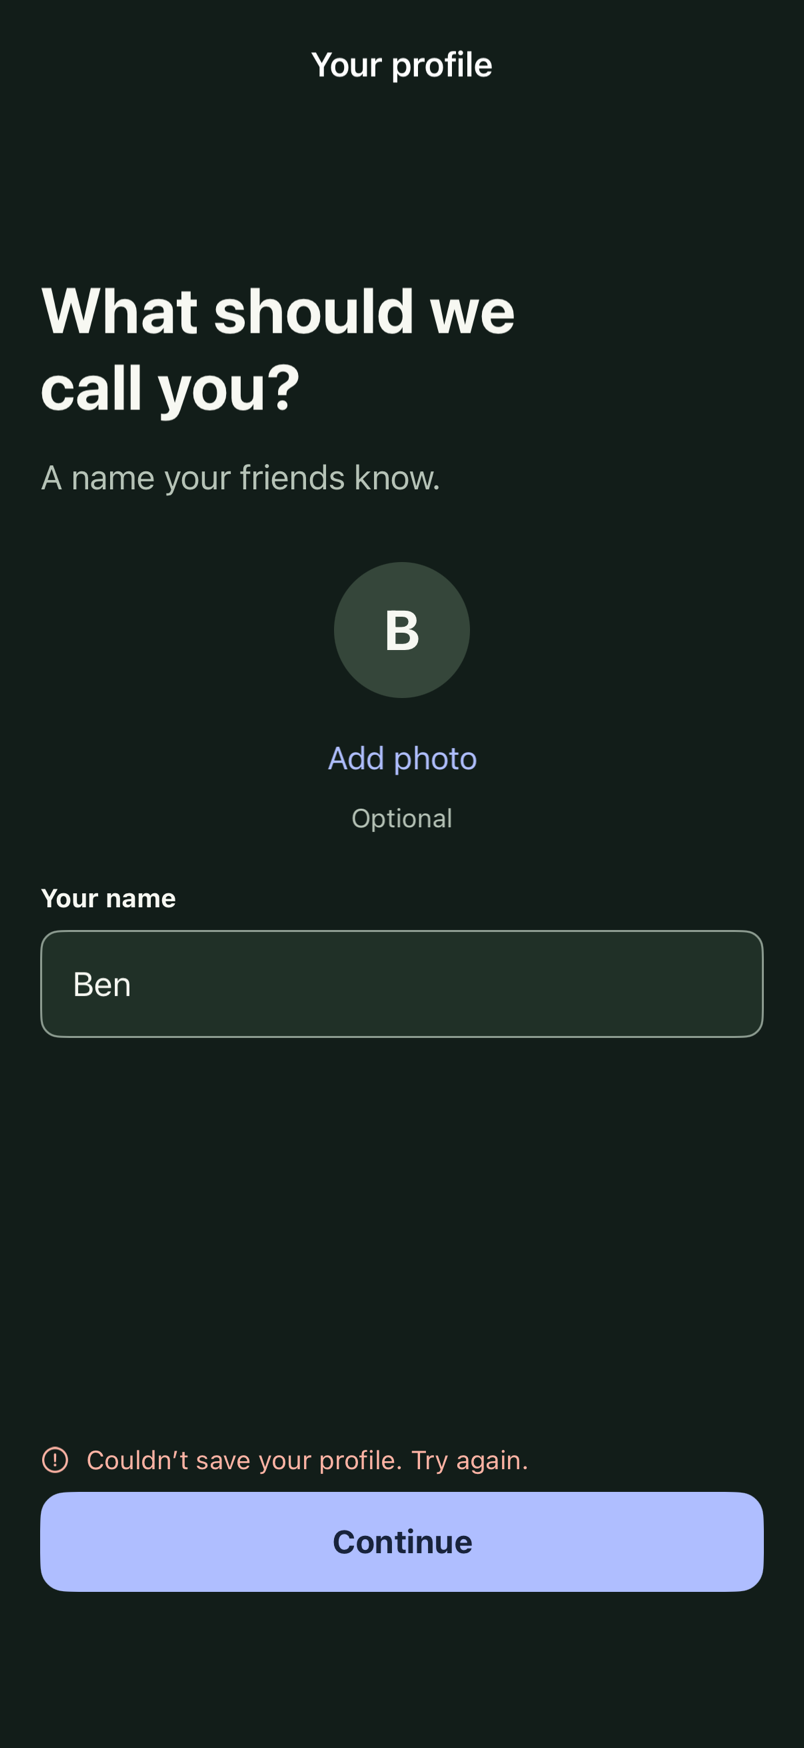 Your profile
What should we
call you?
A name your friends know.
B
Add photo
Optional
Your name
Ben
Couldn’t save your profile. Try again.
Continue